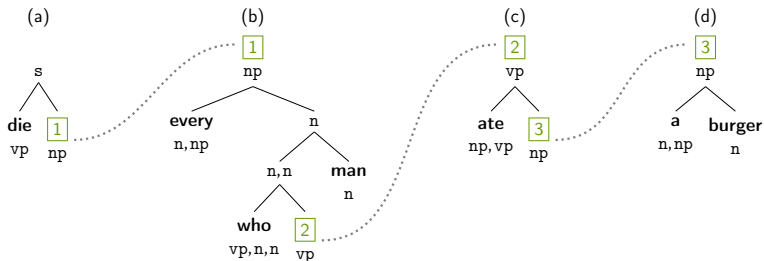 (a) (b) (c) (d)
1 2 3
s np vp np
die 1 every n ate 3 a burger
vp np n,np np,vp np n,np n
n,n man
n
who 2
vp,n,n vp